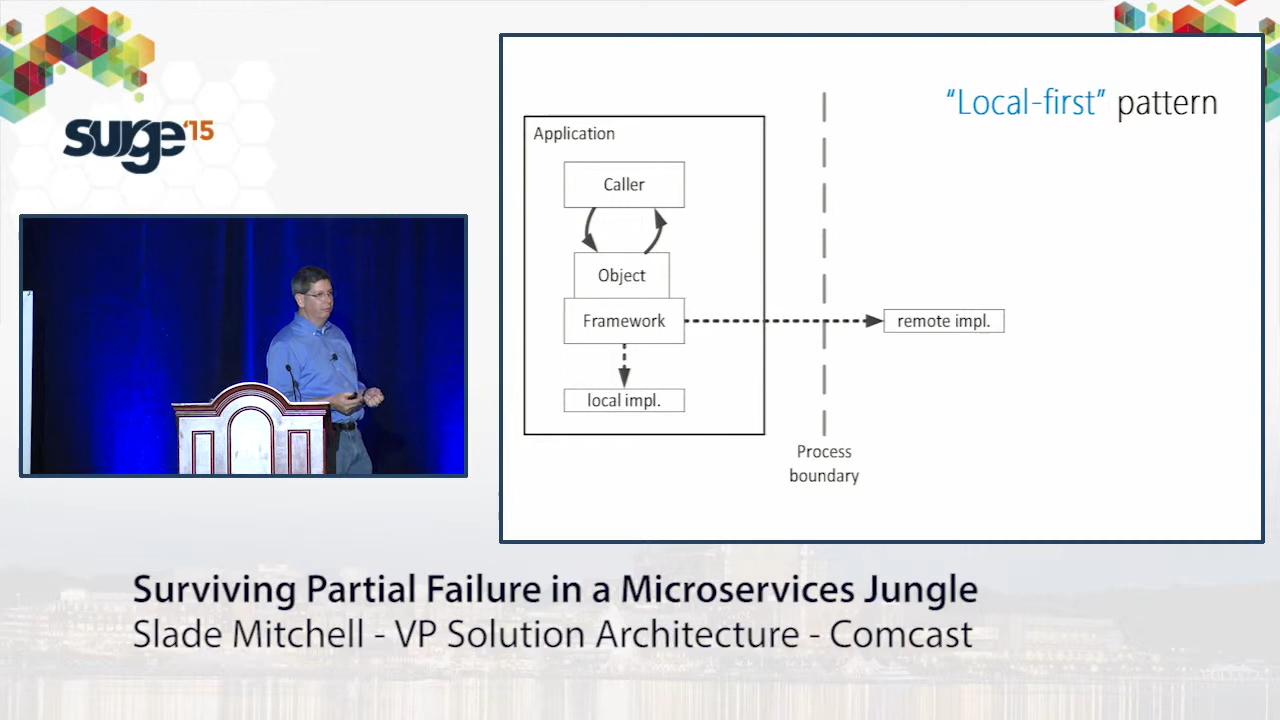 surge '15
"Local-first" pattern
Application
Caller
Object
Framework
remote impl.
local impl.
Process
boundary
Surviving Partial Failure in a Microservices Jungle
Slade Mitchell - VP Solution Architecture - Comcast